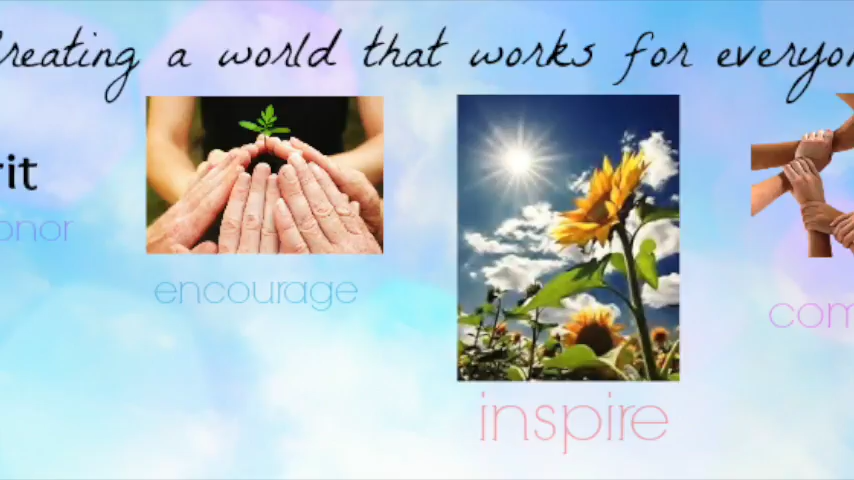 reating a world that works for everyon
rit
onor
encourage
com
inspire